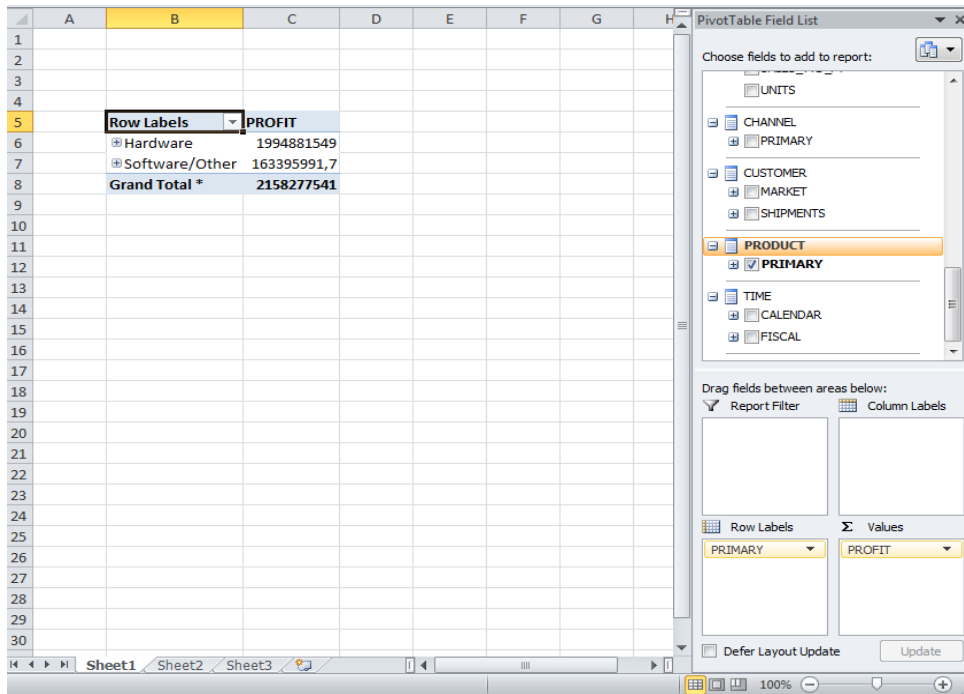 A B C D E F G H
PivotTable Field List
1
2
3
4
5 Row Labels PROFIT
6 Hardware 1994881549
7 Software/Other 163395991,7
8 Grand Total * 2158277541
9
10
11
12
13
14
15
16
17
18
19
20
21
22
23
24
25
26
27
28
29
30
Choose fields to add to report:
UNITS
CHANNEL
PRIMARY
CUSTOMER
MARKET
SHIPMENTS
PRODUCT
PRIMARY
TIME
CALENDAR
FISCAL
Drag fields between areas below:
Report Filter Column Labels
Row Labels Σ Values
PRIMARY PROFIT
Defer Layout Update Update
Sheet1 Sheet2 Sheet3
100%